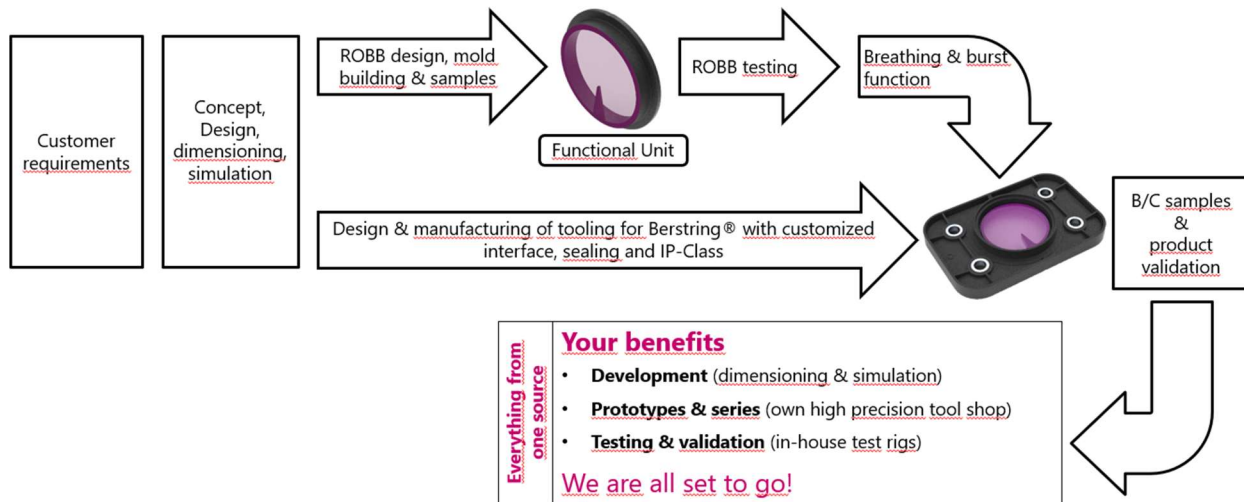 Customer
requirements
Concept,
Design,
dimensioning,
simulation
ROBB design, mold
building & samples
Functional Unit
ROBB testing
Breathing & burst
function
Design & manufacturing of tooling for Berstring® with customized
interface, sealing and IP-Class
B/C samples
&
product
validation
Everything from
one source
Your benefits
• Development (dimensioning & simulation)
• Prototypes & series (own high precision tool shop)
• Testing & validation (in-house test rigs)
We are all set to go!